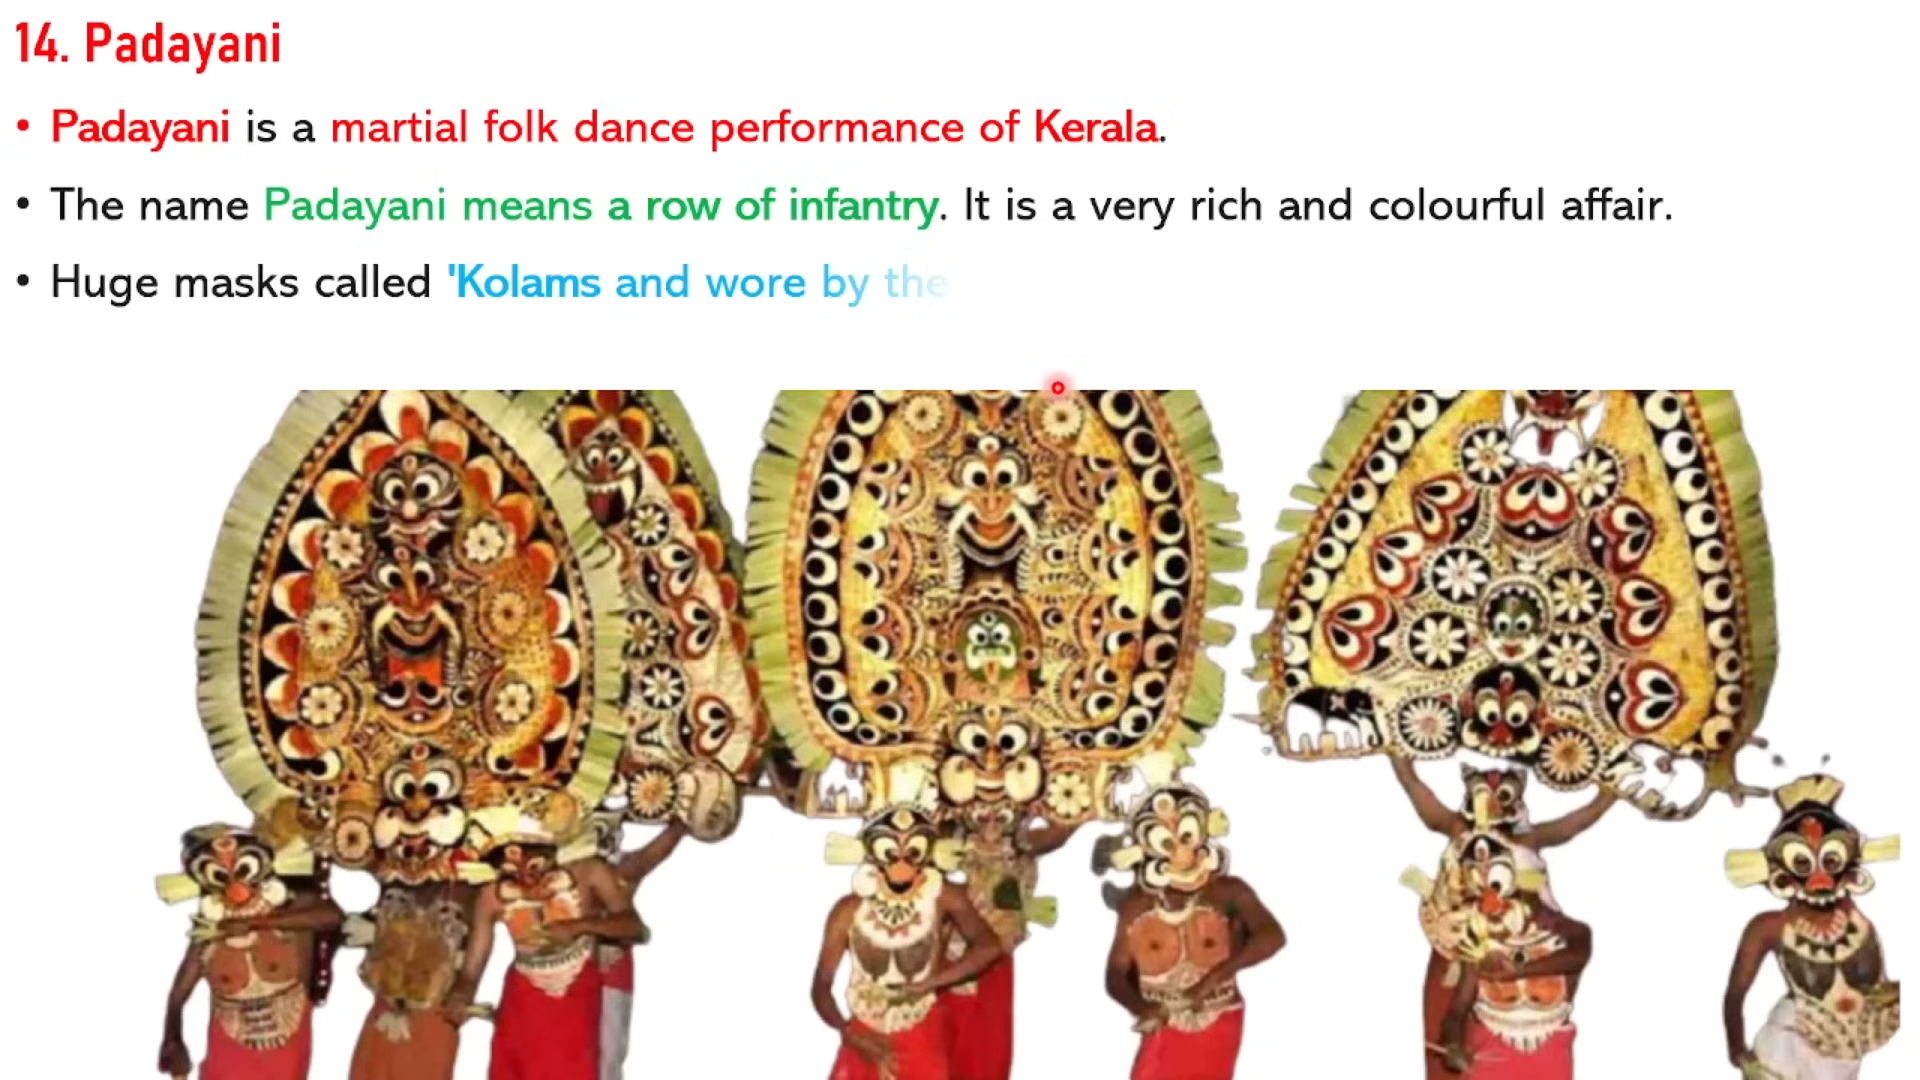 14. Padayani
• Padayani is a martial folk dance performance of Kerala.
• The name Padayani means a row of infantry. It is a very rich and colourful affair.
• Huge masks called 'Kolams and wore by the